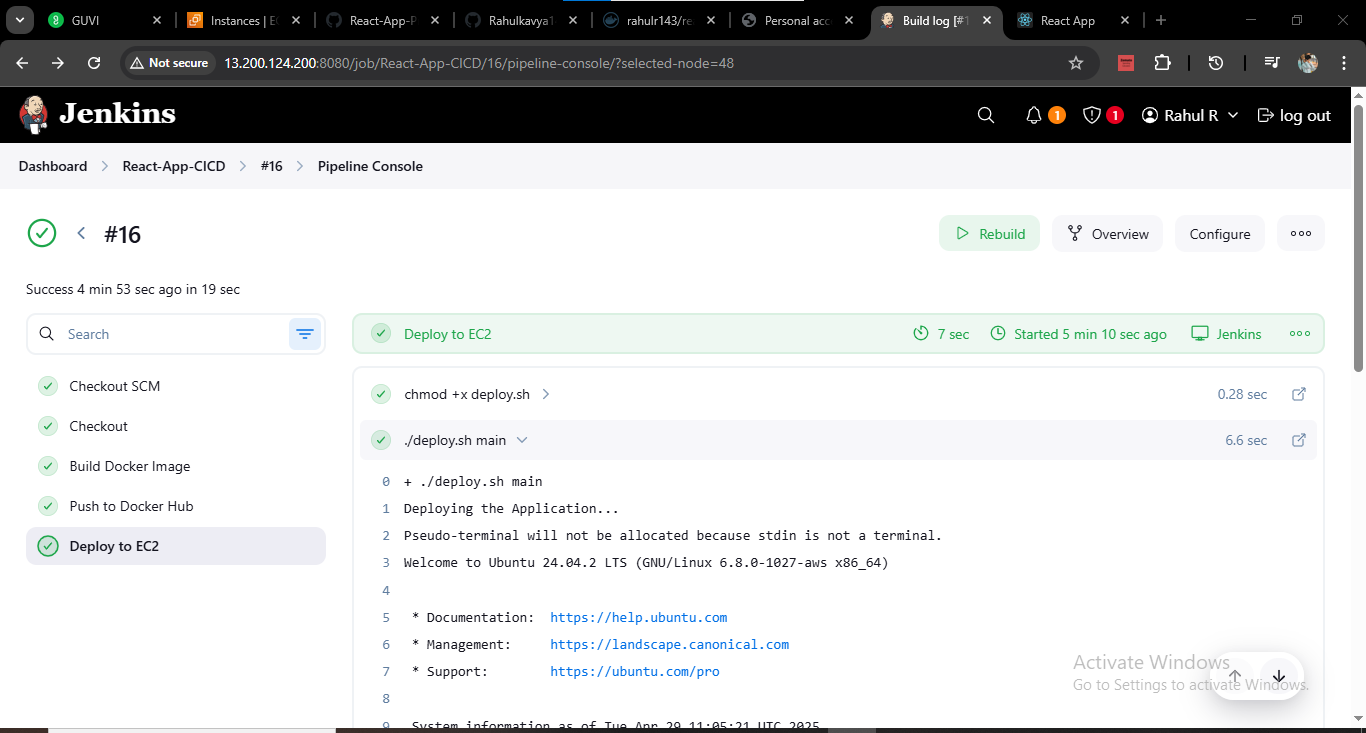 GUVI
Instances | E
React-App-P
Rahulkavya1
rahulr143/re
Personal acc
Build log [#1
React App
Not secure
13.200.124.200:8080/job/React-App-CICD/16/pipeline-console/?selected-node=48
Jenkins
1
1
Rahul R
log out
Dashboard > React-App-CICD > #16 > Pipeline Console
#16
Rebuild
Overview
Configure
Success 4 min 53 sec ago in 19 sec
Search
Checkout SCM
Checkout
Build Docker Image
Push to Docker Hub
Deploy to EC2
Deploy to EC2
7 sec
Started 5 min 10 sec ago
Jenkins
chmod +x deploy.sh
0.28 sec
./deploy.sh main
6.6 sec
0 + ./deploy.sh main
1 Deploying the Application...
2 Pseudo-terminal will not be allocated because stdin is not a terminal.
3 Welcome to Ubuntu 24.04.2 LTS (GNU/Linux 6.8.0-1027-aws x86_64)
4
5 * Documentation: https://help.ubuntu.com
6 * Management: https://landscape.canonical.com
7 * Support: https://ubuntu.com/pro
8
9 System information as of Tue Apr 29 11:05:21 UTC 2025
Activate Windows
Go to Settings to activate Windows.